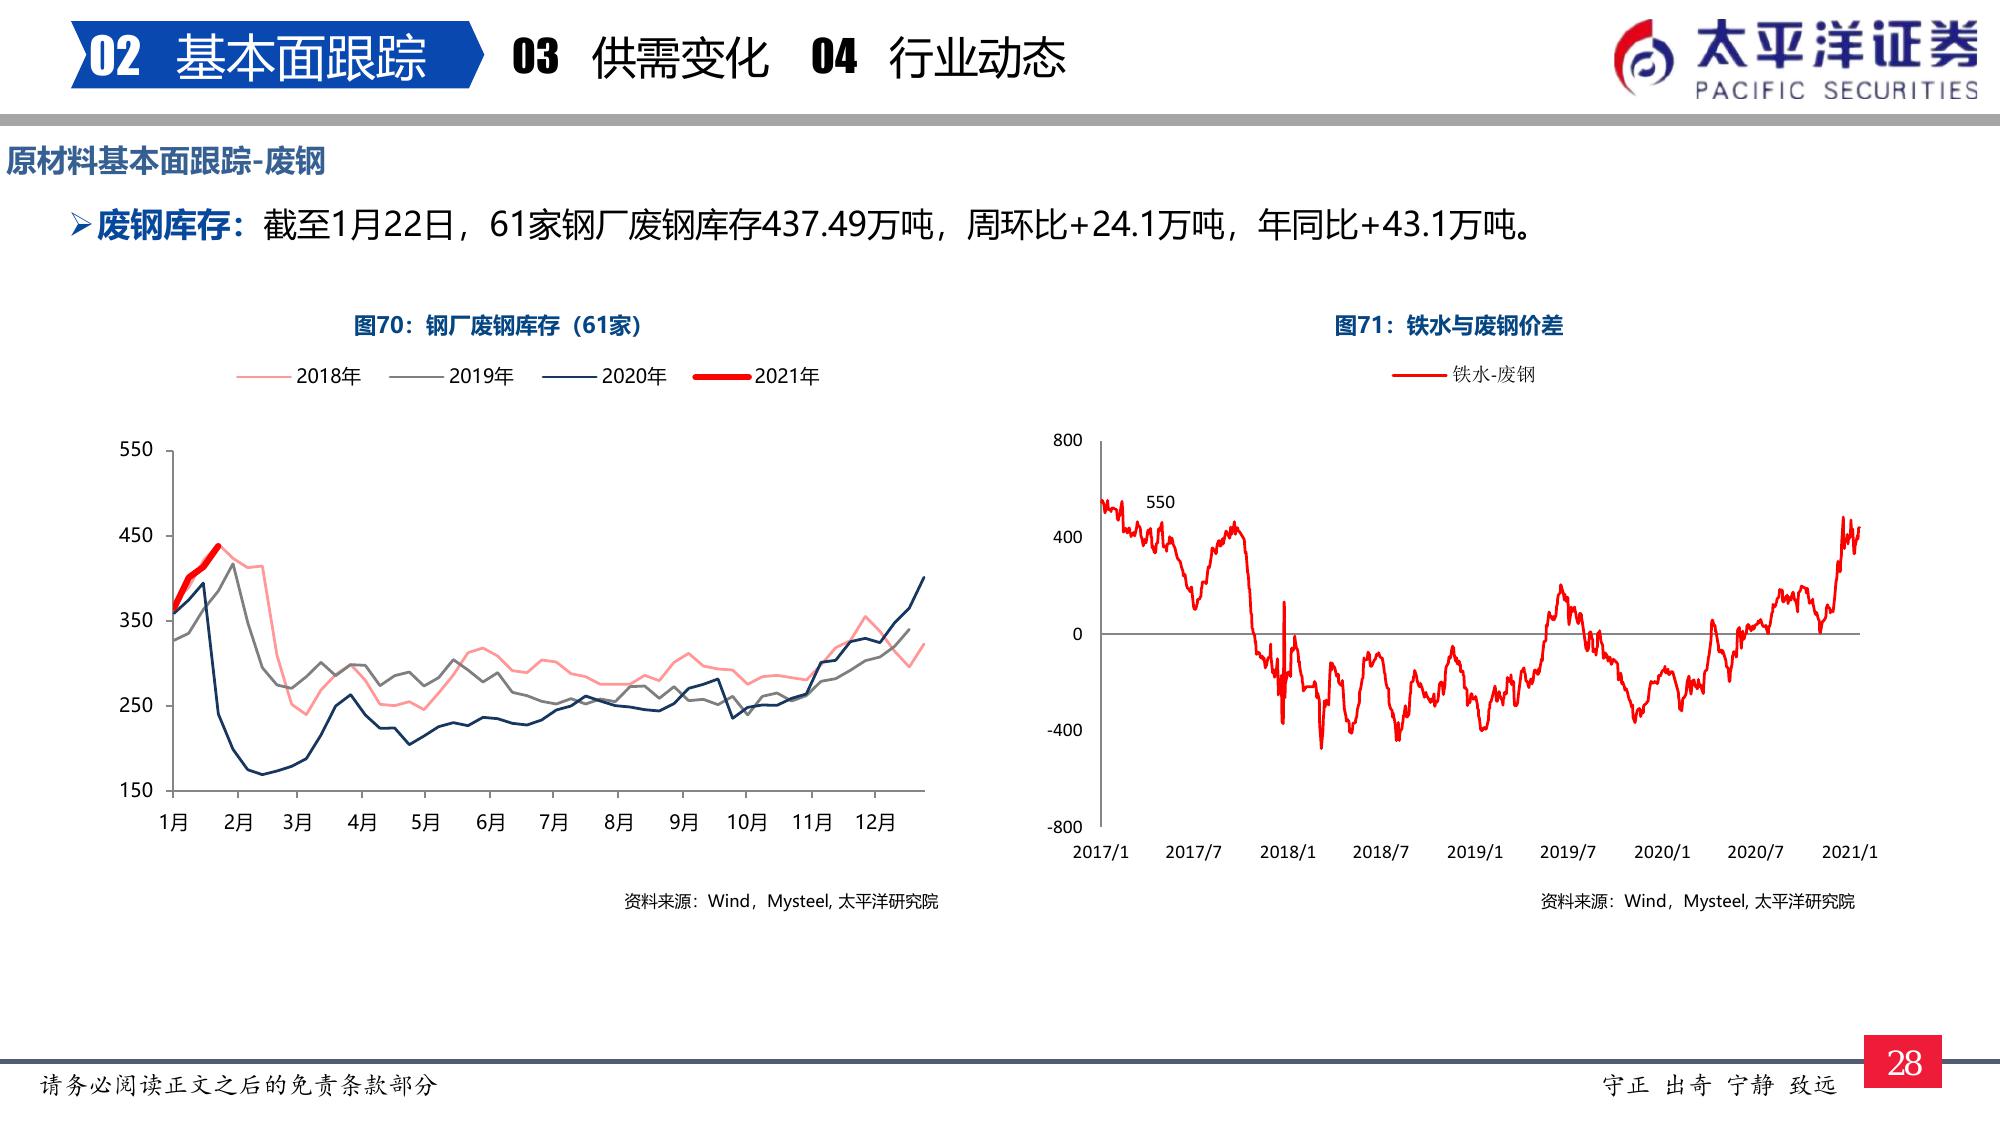 02 基本面跟踪 03 供需变化 04 行业动态
太平洋证券
PACIFIC SECURITIES
原材料基本面跟踪-废钢
➢废钢库存：截至1月22日，61家钢厂废钢库存437.49万吨，周环比+24.1万吨，年同比+43.1万吨。
图70：钢厂废钢库存（61家）
2018年 2019年 2020年 2021年
550
450
350
250
150
1月 2月 3月 4月 5月 6月 7月 8月 9月 10月 11月 12月
资料来源：Wind，Mysteel, 太平洋研究院
图71：铁水与废钢价差
铁水-废钢
800
550
400
0
-400
-800
2017/1 2017/7 2018/1 2018/7 2019/1 2019/7 2020/1 2020/7 2021/1
资料来源：Wind，Mysteel, 太平洋研究院
28
请务必阅读正文之后的免责条款部分
守正 出奇 宁静 致远